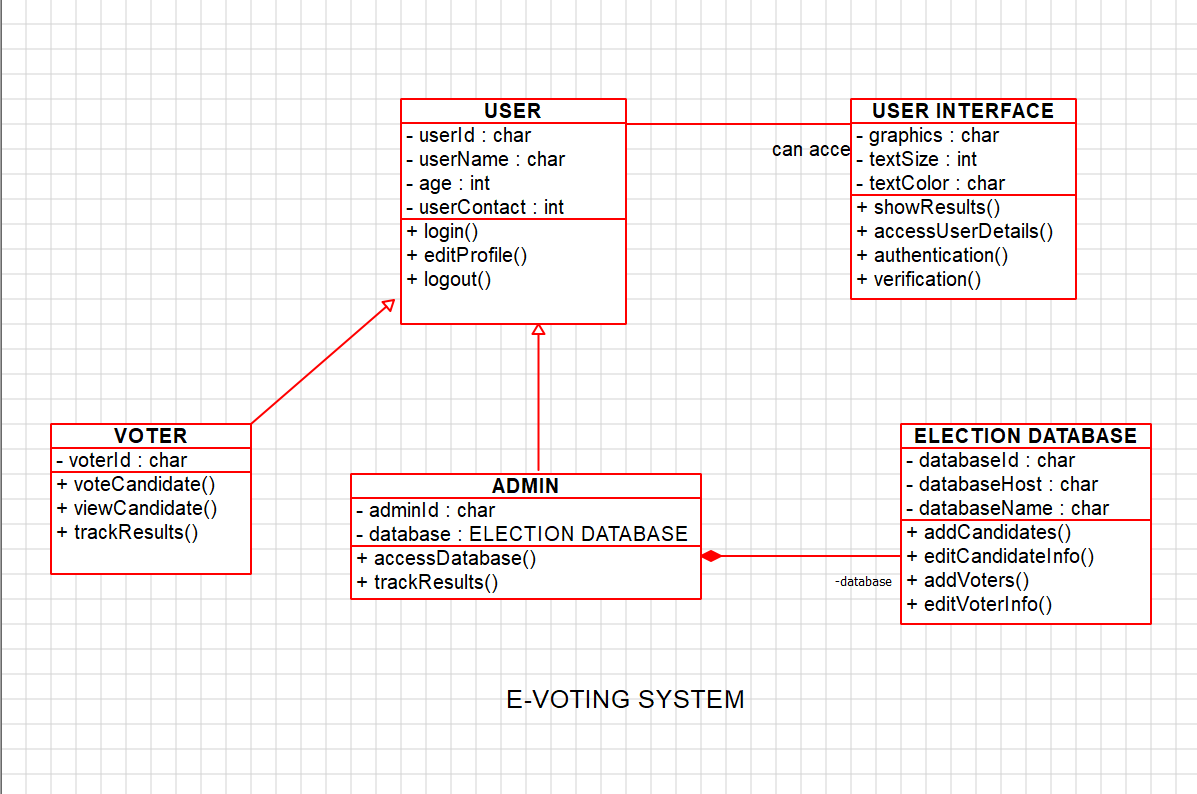 USER
- userId : char
- userName : char
- age : int
- userContact : int
+ login()
+ editProfile()
+ logout()
can acce
USER INTERFACE
- graphics : char
- textSize : int
- textColor : char
+ showResults()
+ accessUserDetails()
+ authentication()
+ verification()
VOTER
- voterId : char
+ voteCandidate()
+ viewCandidate()
+ trackResults()
ADMIN
- adminId : char
- database : ELECTION DATABASE
+ accessDatabase()
+ trackResults()
-database
ELECTION DATABASE
- databaseId : char
- databaseHost : char
- databaseName : char
+ addCandidates()
+ editCandidateInfo()
+ addVoters()
+ editVoterInfo()
E-VOTING SYSTEM